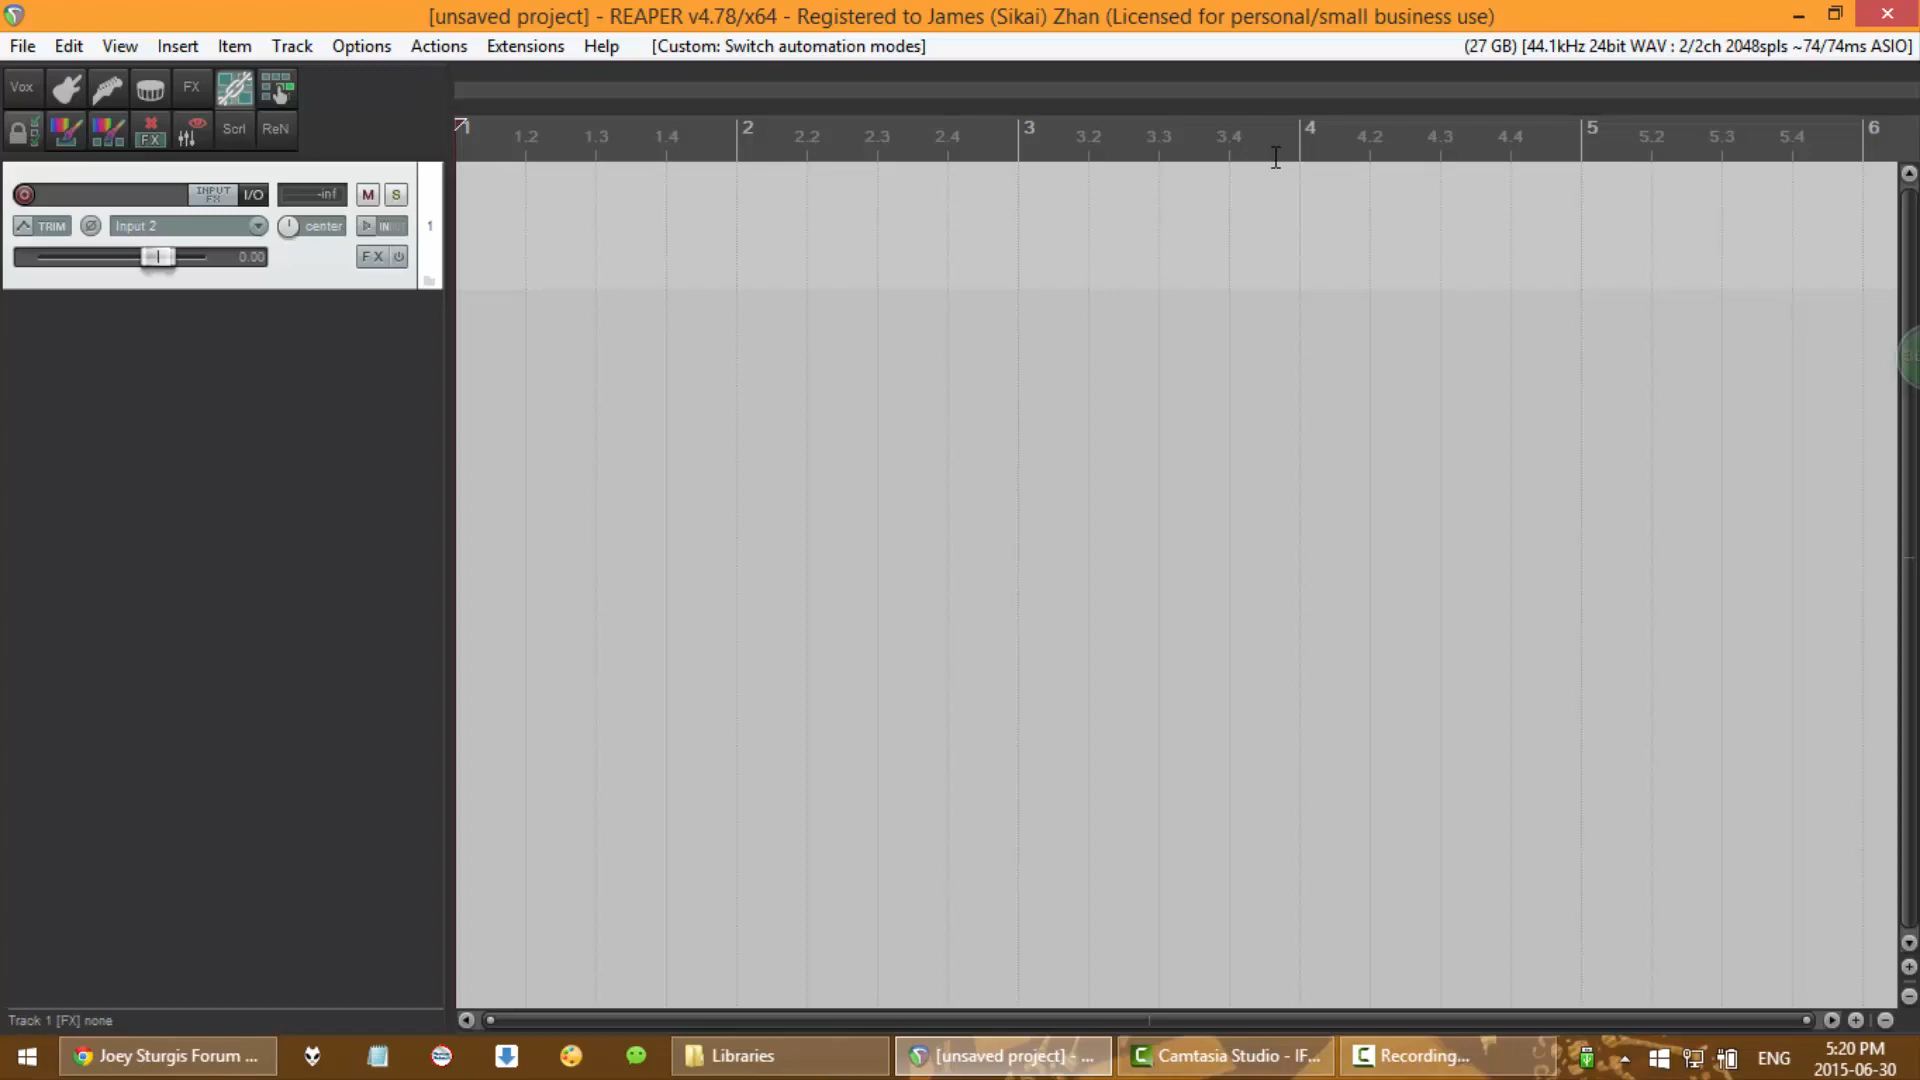 [unsaved project] - REAPER v4.78/x64 - Registered to James (Sikai) Zhan (Licensed for personal/small business use)
File Edit View Insert Item Track Options Actions Extensions Help [Custom: Switch automation modes] (27 GB) [44.1kHz 24bit WAV : 2/2ch 2048spls ~74/74ms ASIO]
Vox FX
FX Scrl ReN
1 1.2 1.3 1.4 2 2.2 2.3 2.4 3 3.2 3.3 3.4 4 4.2 4.3 4.4 5 5.2 5.3 5.4 6
INPUT FX I/O -inf M S
TRIM Input 2 center IN 1
0.00 FX
Track 1 [FX] none
Joey Sturgis Forum ... Libraries [unsaved project] - ... Camtasia Studio - IF... Recording... ENG 5:20 PM
2015-06-30